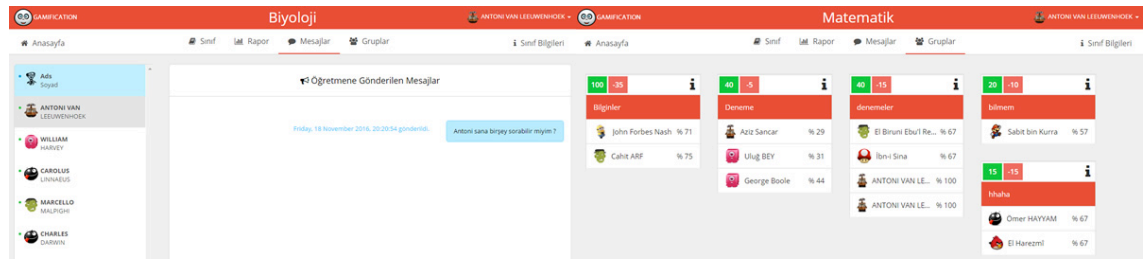 GAMIFICATION
Biyoloji
ANTONI VAN LEEUWENHOEK
Anasayfa
Sınıf
Rapor
Mesajlar
Gruplar
Sınıf Bilgileri
Ads
Soyad
ANTONI VAN
LEEUWENHOEK
WILLIAM
HARVEY
CAROLUS
LINNAEUS
MARCELLO
MALPIGHI
CHARLES
DARWIN
Öğretmene Gönderilen Mesajlar
Friday, 18 November 2016, 20:20:54 gönderildi.
Antoni sana birşey sorabilir miyim ?
GAMIFICATION
Matematik
ANTONI VAN LEEUWENHOEK
Anasayfa
Sınıf
Rapor
Mesajlar
Gruplar
Sınıf Bilgileri
100 -35
Bilginler
John Forbes Nash % 71
Cahit ARF % 75
40 -5
Deneme
Aziz Sancar % 29
Uluğ BEY % 31
George Boole % 44
40 -15
denemeler
El Biruni Ebu'l Re... % 67
İbn-i Sina % 67
ANTONI VAN LE... % 100
ANTONI VAN LE... % 100
20 -10
bilmem
Sabit bin Kurra % 57
15 -15
hhaha
Ömer HAYYAM % 67
El Harezmî % 67